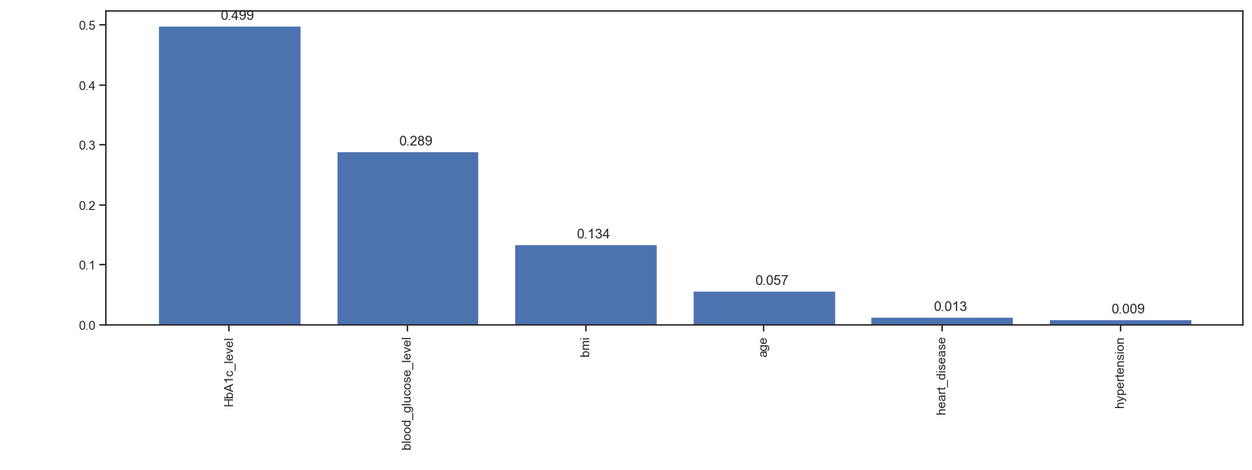 0.5
0.4
0.3
0.2
0.1
0.0
0.499
0.289
0.134
0.057
0.013
0.009
HbA1c_level
blood_glucose_level
bmi
age
heart_disease
hypertension